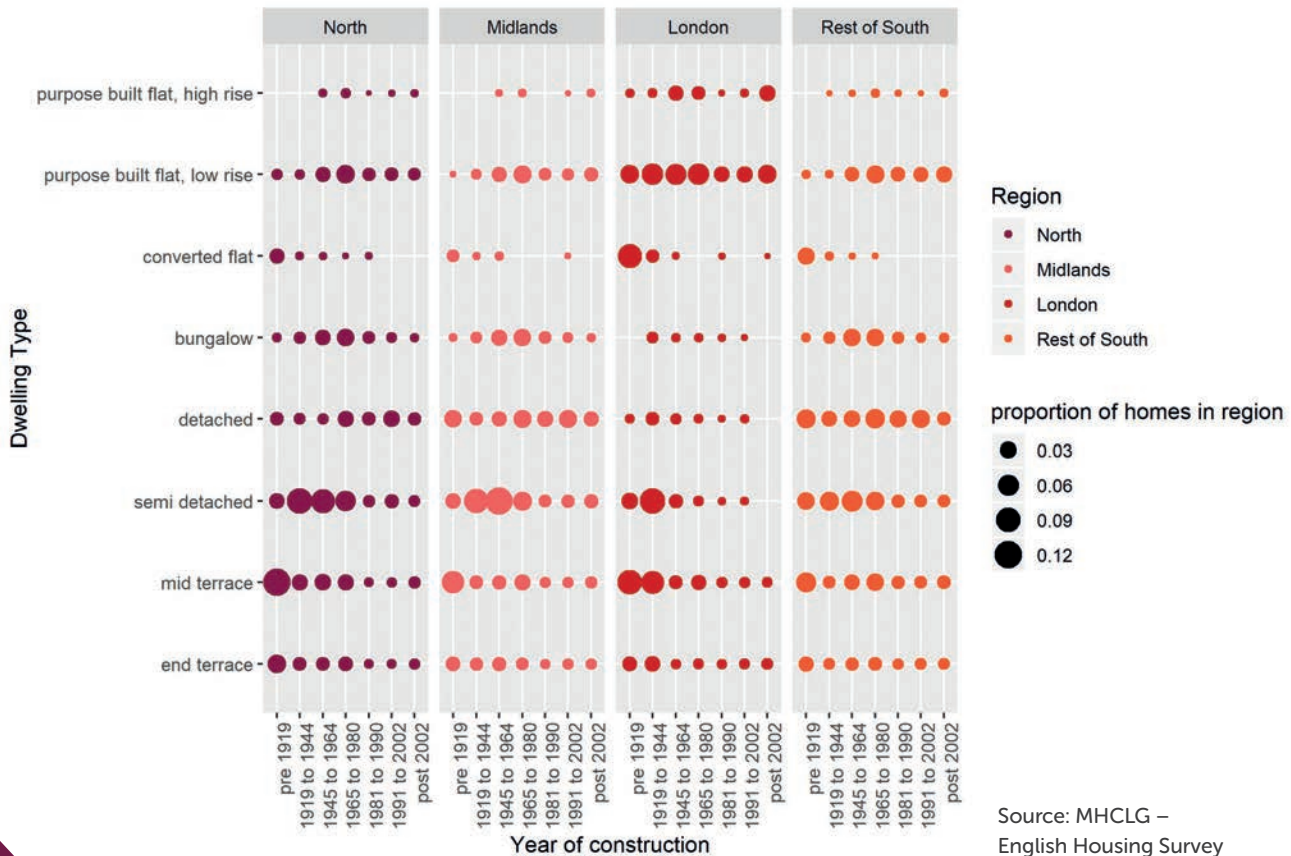 North Midlands London Rest of South
purpose built flat, high rise
purpose built flat, low rise
converted flat
bungalow
detached
semi detached
mid terrace
end terrace
Dwelling Type
pre 1919
1919 to 1944
1945 to 1964
1965 to 1980
1981 to 1990
1991 to 2002
post 2002
pre 1919
1919 to 1944
1945 to 1964
1965 to 1980
1981 to 1990
1991 to 2002
post 2002
pre 1919
1919 to 1944
1945 to 1964
1965 to 1980
1981 to 1990
1991 to 2002
post 2002
pre 1919
1919 to 1944
1945 to 1964
1965 to 1980
1981 to 1990
1991 to 2002
post 2002
Year of construction
Region
North
Midlands
London
Rest of South
proportion of homes in region
0.03
0.06
0.09
0.12
Source: MHCLG –
English Housing Survey